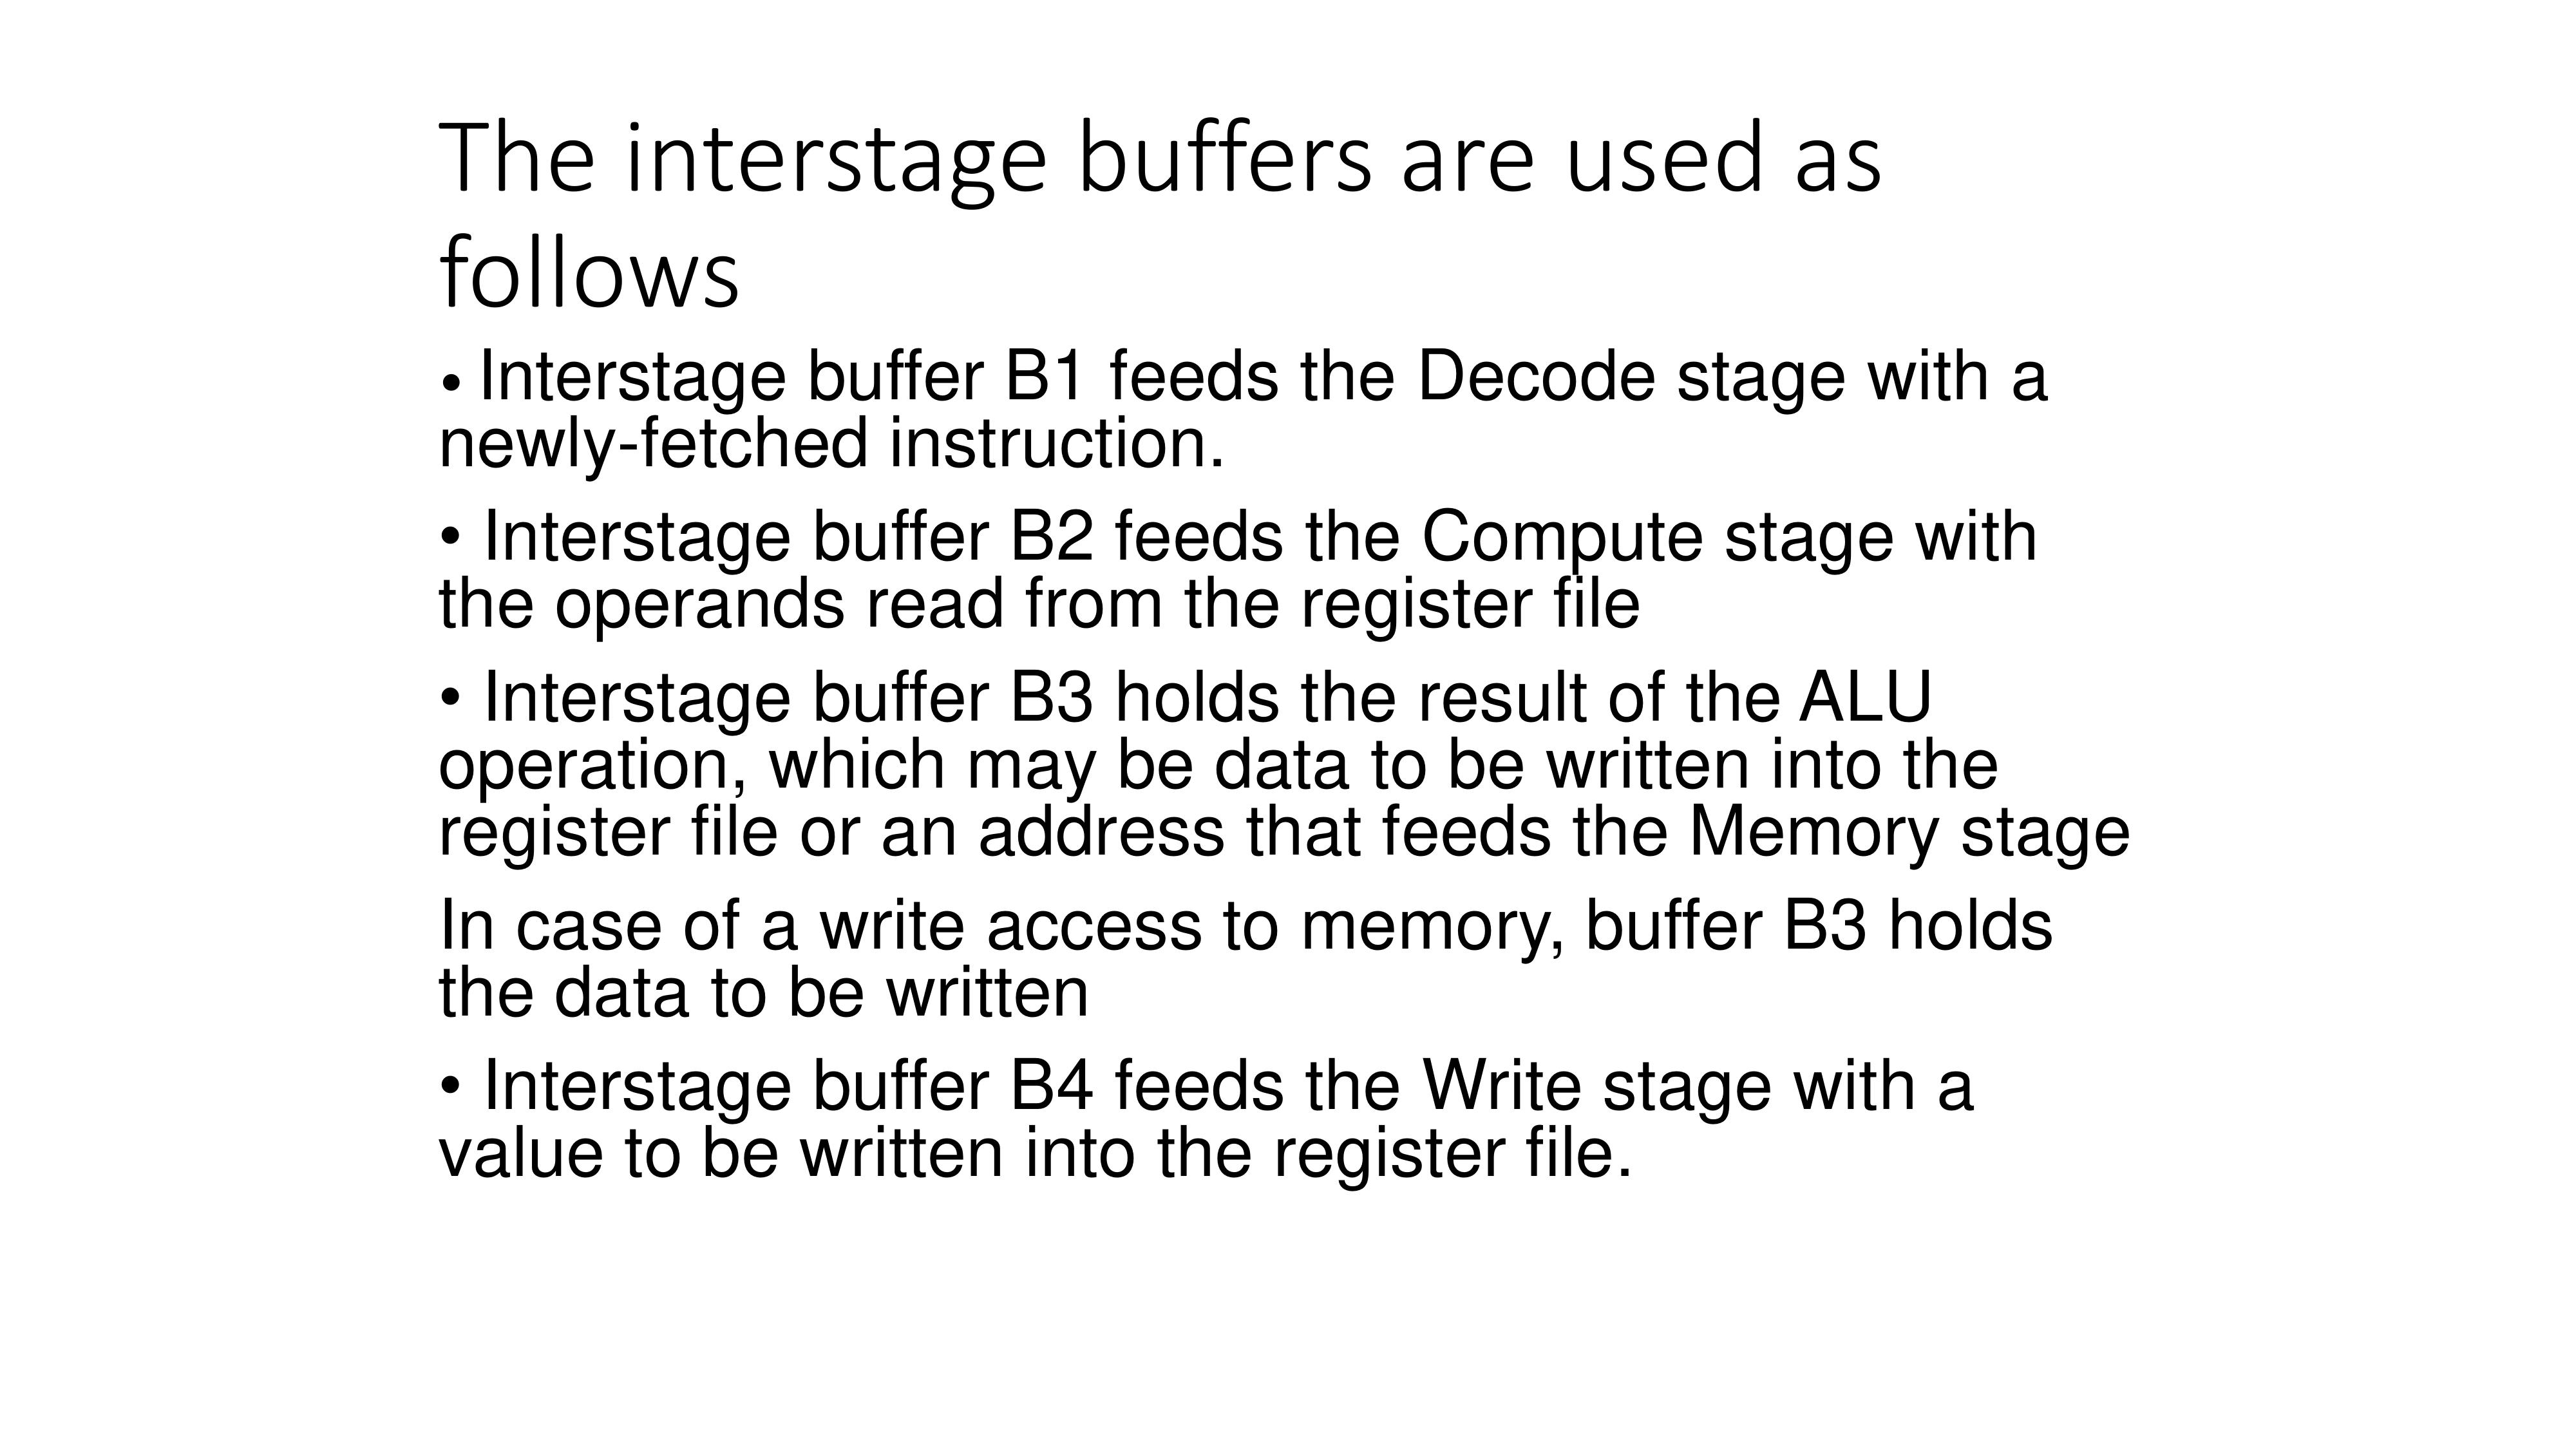 The interstage buffers are used as
follows
• Interstage buffer B1 feeds the Decode stage with a
newly-fetched instruction.
• Interstage buffer B2 feeds the Compute stage with
the operands read from the register file
• Interstage buffer B3 holds the result of the ALU
operation, which may be data to be written into the
register file or an address that feeds the Memory stage
In case of a write access to memory, buffer B3 holds
the data to be written
• Interstage buffer B4 feeds the Write stage with a
value to be written into the register file.